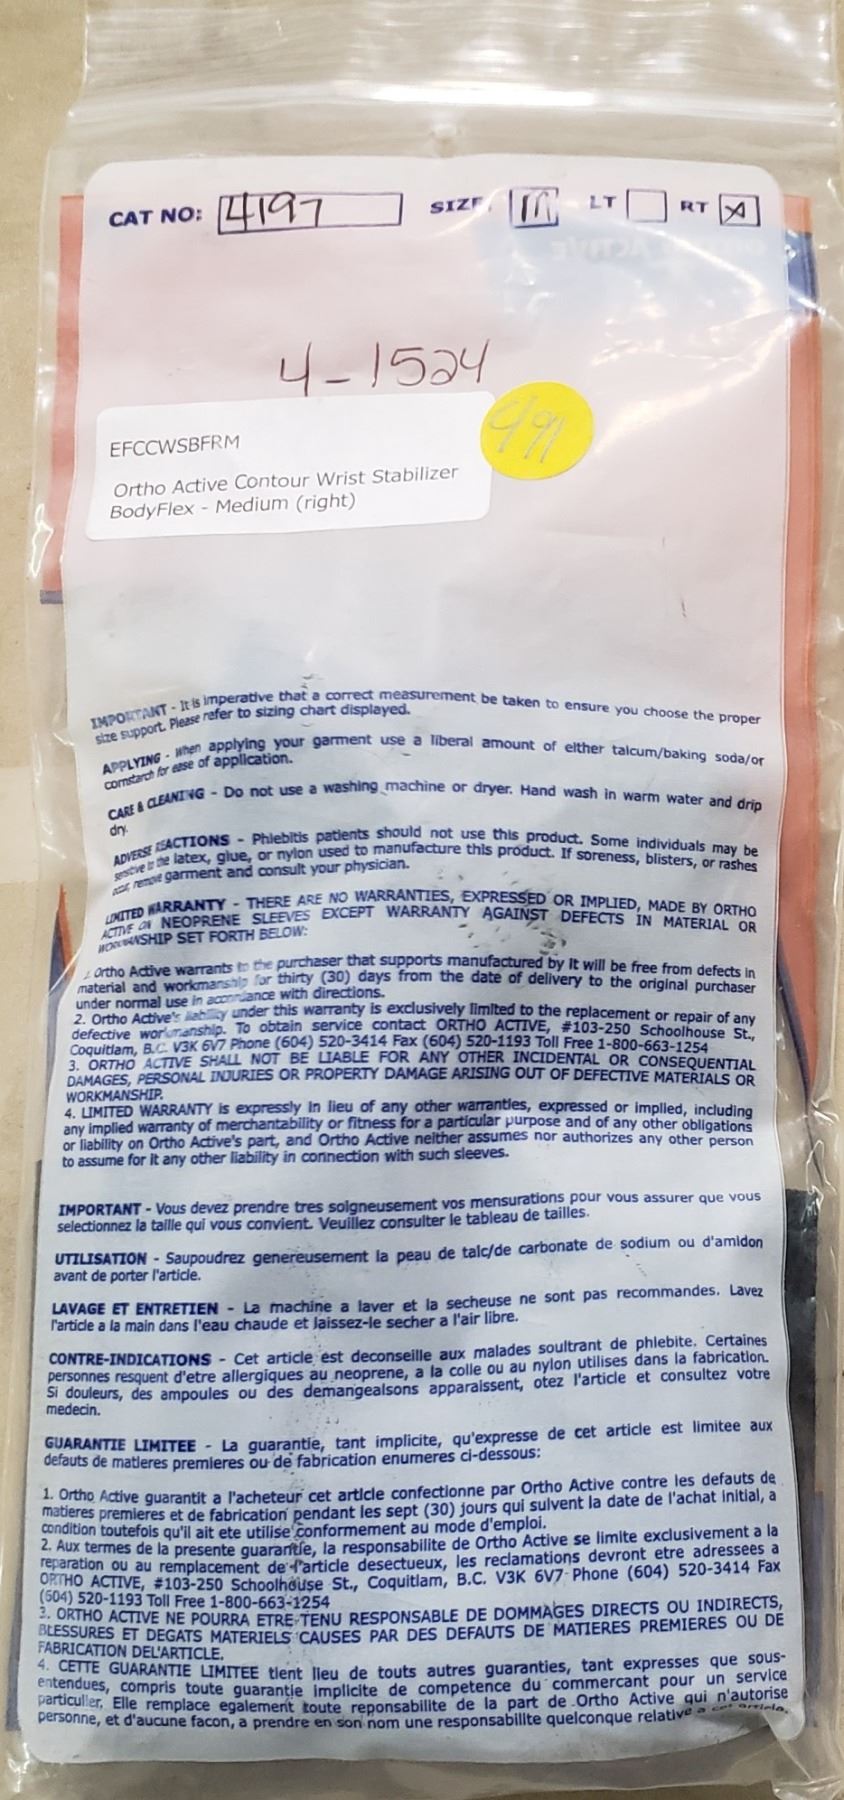 CAT NO: 4197 SIZE M LT RT X
4-1524
491
EFCCWSBFRM
Ortho Active Contour Wrist Stabilizer
BodyFlex - Medium (right)
IMPORTANT - It is imperative that a correct measurement be taken to ensure you choose the proper
size support. Please refer to sizing chart displayed.
APPLYING - When applying your garment use a liberal amount of either talcum/baking soda/or
cornstarch for ease of application.
CARE & CLEANING - Do not use a washing machine or dryer. Hand wash in warm water and drip
dry.
ADVERSE REACTIONS - Phlebitis patients should not use this product. Some individuals may be
sensitive to the latex, glue, or nylon used to manufacture this product. If soreness, blisters, or rashes
occur, remove garment and consult your physician.
LIMITED WARRANTY - THERE ARE NO WARRANTIES, EXPRESSED OR IMPLIED, MADE BY ORTHO
ACTIVE ON NEOPRENE SLEEVES EXCEPT WARRANTY AGAINST DEFECTS IN MATERIAL OR
WORKMANSHIP SET FORTH BELOW:
1. Ortho Active warrants to the purchaser that supports manufactured by it will be free from defects in
material and workmanship for thirty (30) days from the date of delivery to the original purchaser
under normal use in accordance with directions.
2. Ortho Active's liability under this warranty is exclusively limited to the replacement or repair of any
defective workmanship. To obtain service contact ORTHO ACTIVE, #103-250 Schoolhouse St.,
Coquitlam, B.C. V3K 6V7 Phone (604) 520-3414 Fax (604) 520-1193 Toll Free 1-800-663-1254
3. ORTHO ACTIVE SHALL NOT BE LIABLE FOR ANY OTHER INCIDENTAL OR CONSEQUENTIAL
DAMAGES, PERSONAL INJURIES OR PROPERTY DAMAGE ARISING OUT OF DEFECTIVE MATERIALS OR
WORKMANSHIP.
4. LIMITED WARRANTY is expressly in lieu of any other warranties, expressed or implied, including
any implied warranty of merchantability or fitness for a particular purpose and of any other obligations
or liability on Ortho Active's part, and Ortho Active neither assumes nor authorizes any other person
to assume for it any other liability in connection with such sleeves.
IMPORTANT - Vous devez prendre tres soigneusement vos mensurations pour vous assurer que vous
selectionnez la taille qui vous convient. Veuillez consulter le tableau de tailles.
UTILISATION - Saupoudrez genereusement la peau de talc/de carbonate de sodium ou d'amidon
avant de porter l'article.
LAVAGE ET ENTRETIEN - La machine a laver et la secheuse ne sont pas recommandes. Lavez
l'article a la main dans l'eau chaude et laissez-le secher a l'air libre.
CONTRE-INDICATIONS - Cet article est deconseille aux malades soultrant de phlebite. Certaines
personnes resquent d'etre allergiques au neoprene, a la colle ou au nylon utilises dans la fabrication.
Si douleurs, des ampoules ou des demangeaisons apparaissent, otez l'article et consultez votre
medecin.
GUARANTIE LIMITEE - La guarantie, tant implicite, qu'expresse de cet article est limitee aux
defauts de matieres premieres ou de fabrication enumeres ci-dessous:
1. Ortho Active guarantit a l'acheteur cet article confectionne par Ortho Active contre les defauts de
matieres premieres et de fabrication pendant les sept (30) jours qui suivent la date de l'achat initial, a
condition toutefois qu'il ait ete utilise conformement au mode d'emploi.
2. Aux termes de la presente guarantie, la responsabilite de Ortho Active se limite exclusivement a la
reparation ou au remplacement de l'article desectueux, les reclamations devront etre adressees a
ORTHO ACTIVE, #103-250 Schoolhouse St., Coquitlam, B.C. V3K 6V7 Phone (604) 520-3414 Fax
(604) 520-1193 Toll Free 1-800-663-1254
3. ORTHO ACTIVE NE POURRA ETRE TENU RESPONSABLE DE DOMMAGES DIRECTS OU INDIRECTS,
BLESSURES ET DEGATS MATERIELS CAUSES PAR DES DEFAUTS DE MATIERES PREMIERES OU DE
FABRICATION DEL'ARTICLE.
4. CETTE GUARANTIE LIMITEE tient lieu de touts autres guaranties, tant expresses que sous-
entendues, compris toute guarantie implicite de competence du commercant pour un service
particulier, Elle remplace egalement toute reponsabilite de la part de Ortho Active qui n'autorise
personne, et d'aucune facon, a prendre en son nom une responsabilite quelconque relative a cet article.